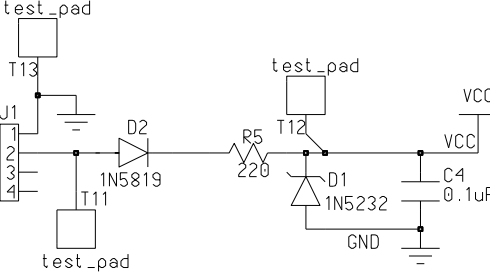 test_pad
T13
J1
1
2
3
4
D2
1N5819
T11
test_pad
R5
220
test_pad
T12
D1
1N5232
VCC
VCC
C4
0.1uF
GND